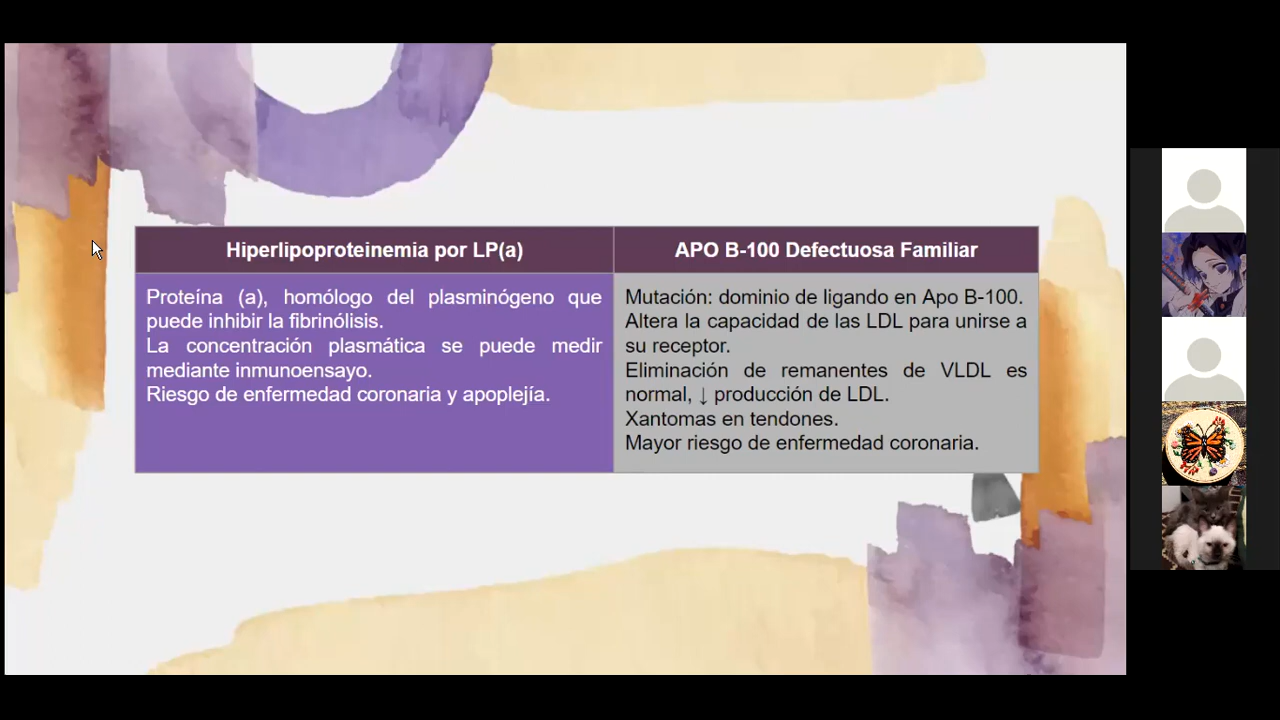 Hiperlipoproteinemia por LP(a)
APO B-100 Defectuosa Familiar
Proteína (a), homólogo del plasminógeno que
puede inhibir la fibrinólisis.
La concentración plasmática se puede medir
mediante inmunoensayo.
Riesgo de enfermedad coronaria y apoplejía.
Mutación: dominio de ligando en Apo B-100.
Altera la capacidad de las LDL para unirse a
su receptor.
Eliminación de remanentes de VLDL es
normal, ↓ producción de LDL.
Xantomas en tendones.
Mayor riesgo de enfermedad coronaria.